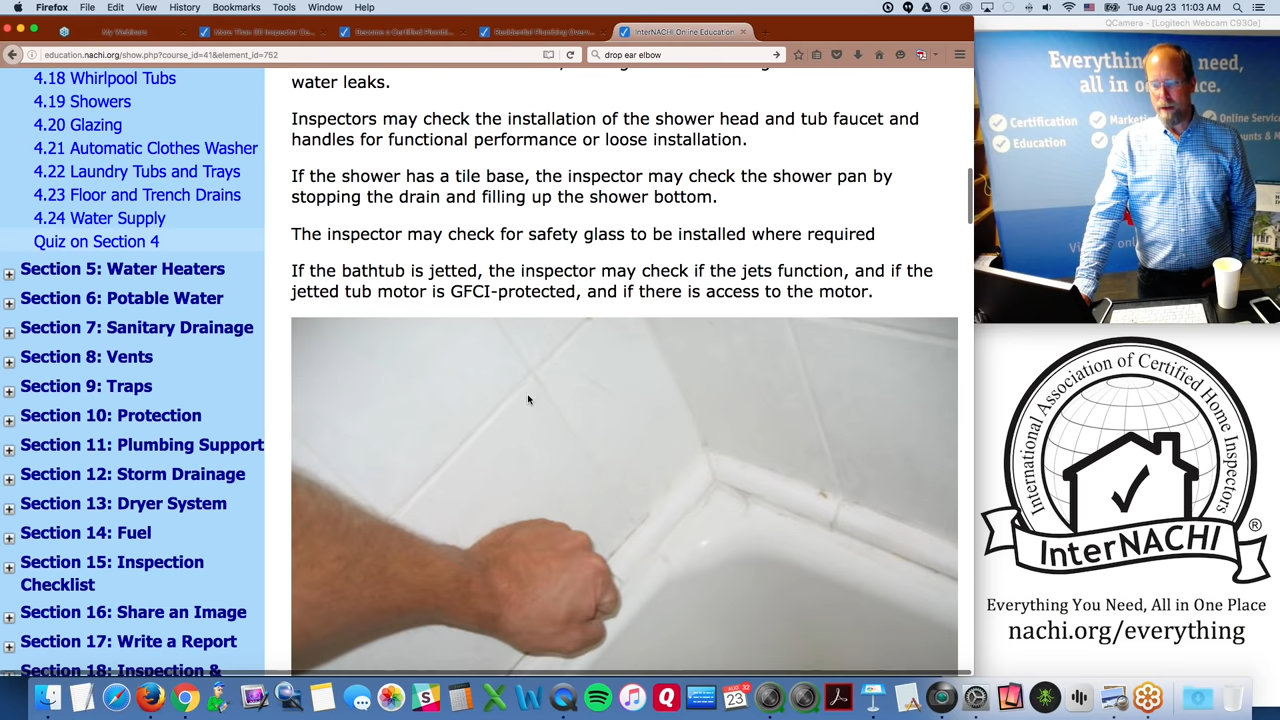 Firefox File Edit View History Bookmarks Tools Window Help
Tue Aug 23 11:03 AM
QCamera. - [Logitech Webcam C930e]
My Webinars
InterNACHI Online Education
education.nachi.org/show.php?course_id=41&element_id=752
drop ear elbow
4.18 Whirlpool Tubs
4.19 Showers
4.20 Glazing
4.21 Automatic Clothes Washer
4.22 Laundry Tubs and Trays
4.23 Floor and Trench Drains
4.24 Water Supply
Quiz on Section 4
Section 5: Water Heaters
Section 6: Potable Water
Section 7: Sanitary Drainage
Section 8: Vents
Section 9: Traps
Section 10: Protection
Section 11: Plumbing Support
Section 12: Storm Drainage
Section 13: Dryer System
Section 14: Fuel
Section 15: Inspection
Checklist
Section 16: Share an Image
Section 17: Write a Report
Section 18: Inspection &
water leaks.
Inspectors may check the installation of the shower head and tub faucet and
handles for functional performance or loose installation.
If the shower has a tile base, the inspector may check the shower pan by
stopping the drain and filling up the shower bottom.
The inspector may check for safety glass to be installed where required
If the bathtub is jetted, the inspector may check if the jets function, and if the
jetted tub motor is GFCI-protected, and if there is access to the motor.
Everything need,
all in place.
Certification
Education
International Association of Certified Home Inspectors
InterNACHI ®
Everything You Need, All in One Place
nachi.org/everything